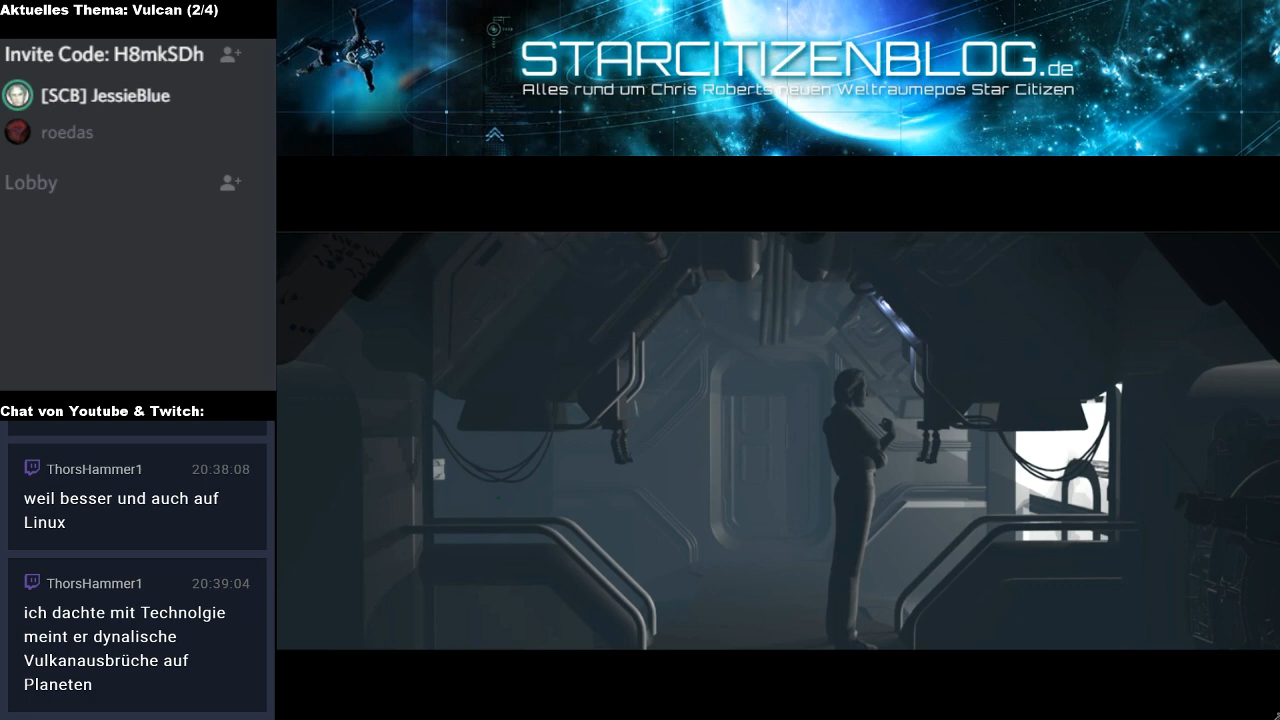 Aktuelles Thema: Vulcan (2/4)
Invite Code: H8mkSDh
[SCB] JessieBlue
roedas
Lobby
STARCITIZENBLOG.de
Alles rund um Chris Roberts neuen Weltraumepos Star Citizen
Chat von Youtube & Twitch:
ThorsHammer1 20:38:08
weil besser und auch auf
Linux
ThorsHammer1 20:39:04
ich dachte mit Technolgie
meint er dynalische
Vulkanausbrüche auf
Planeten